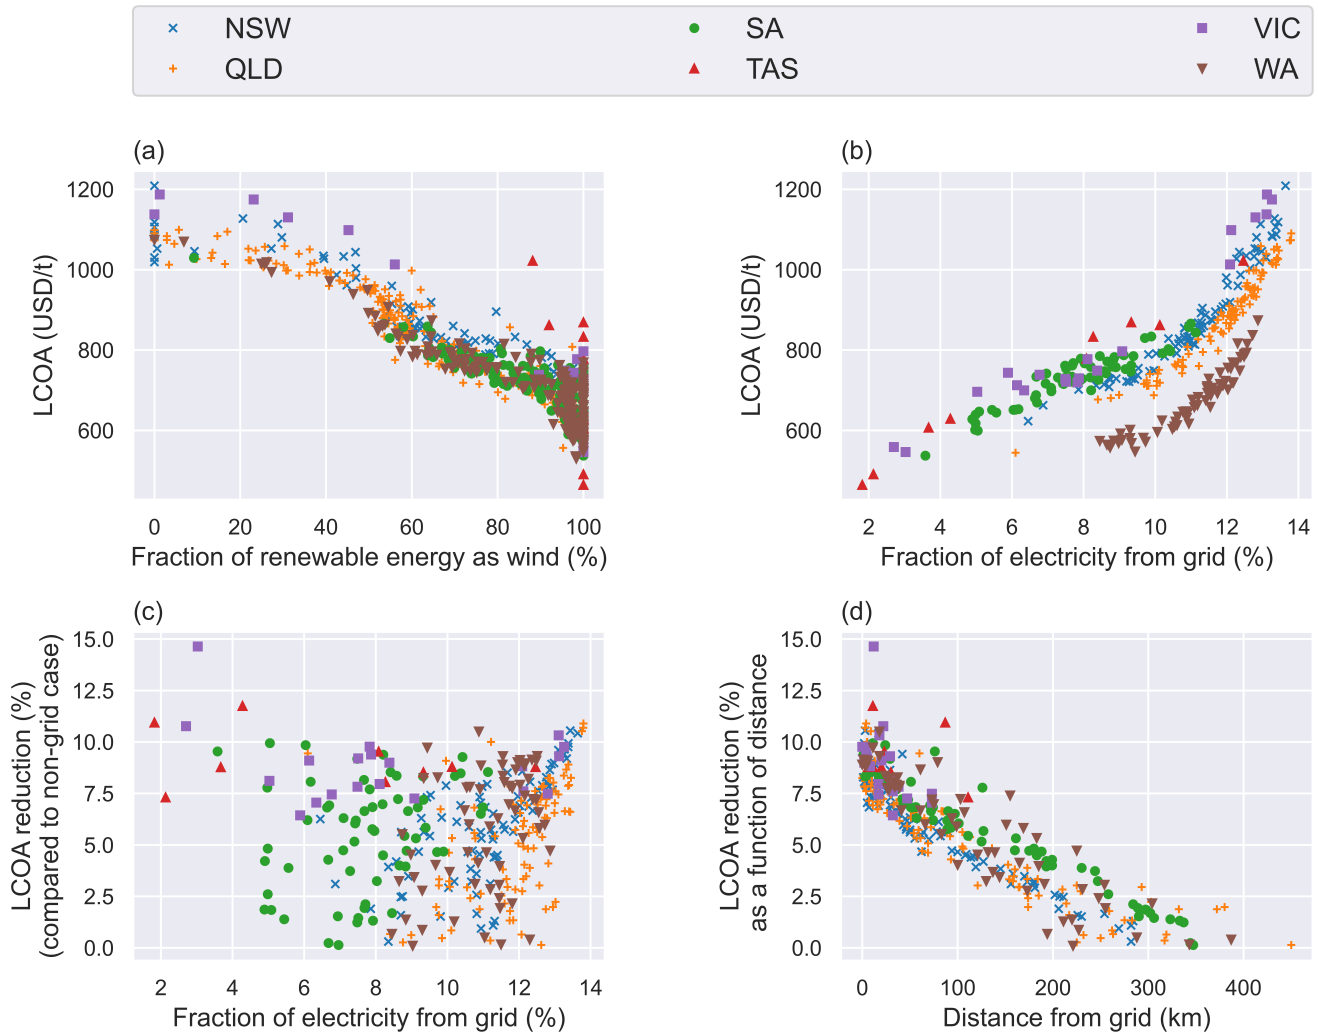 NSW SA VIC
QLD TAS WA
(a)
1200
1000
800
600
LCOA (USD/t)
0 20 40 60 80 100
Fraction of renewable energy as wind (%)
(b)
1200
1000
800
600
LCOA (USD/t)
2 4 6 8 10 12 14
Fraction of electricity from grid (%)
(c)
15.0
12.5
10.0
7.5
5.0
2.5
0.0
LCOA reduction (%)
(compared to non-grid case)
2 4 6 8 10 12 14
Fraction of electricity from grid (%)
(d)
15.0
12.5
10.0
7.5
5.0
2.5
0.0
LCOA reduction (%)
as a function of distance
0 100 200 300 400
Distance from grid (km)